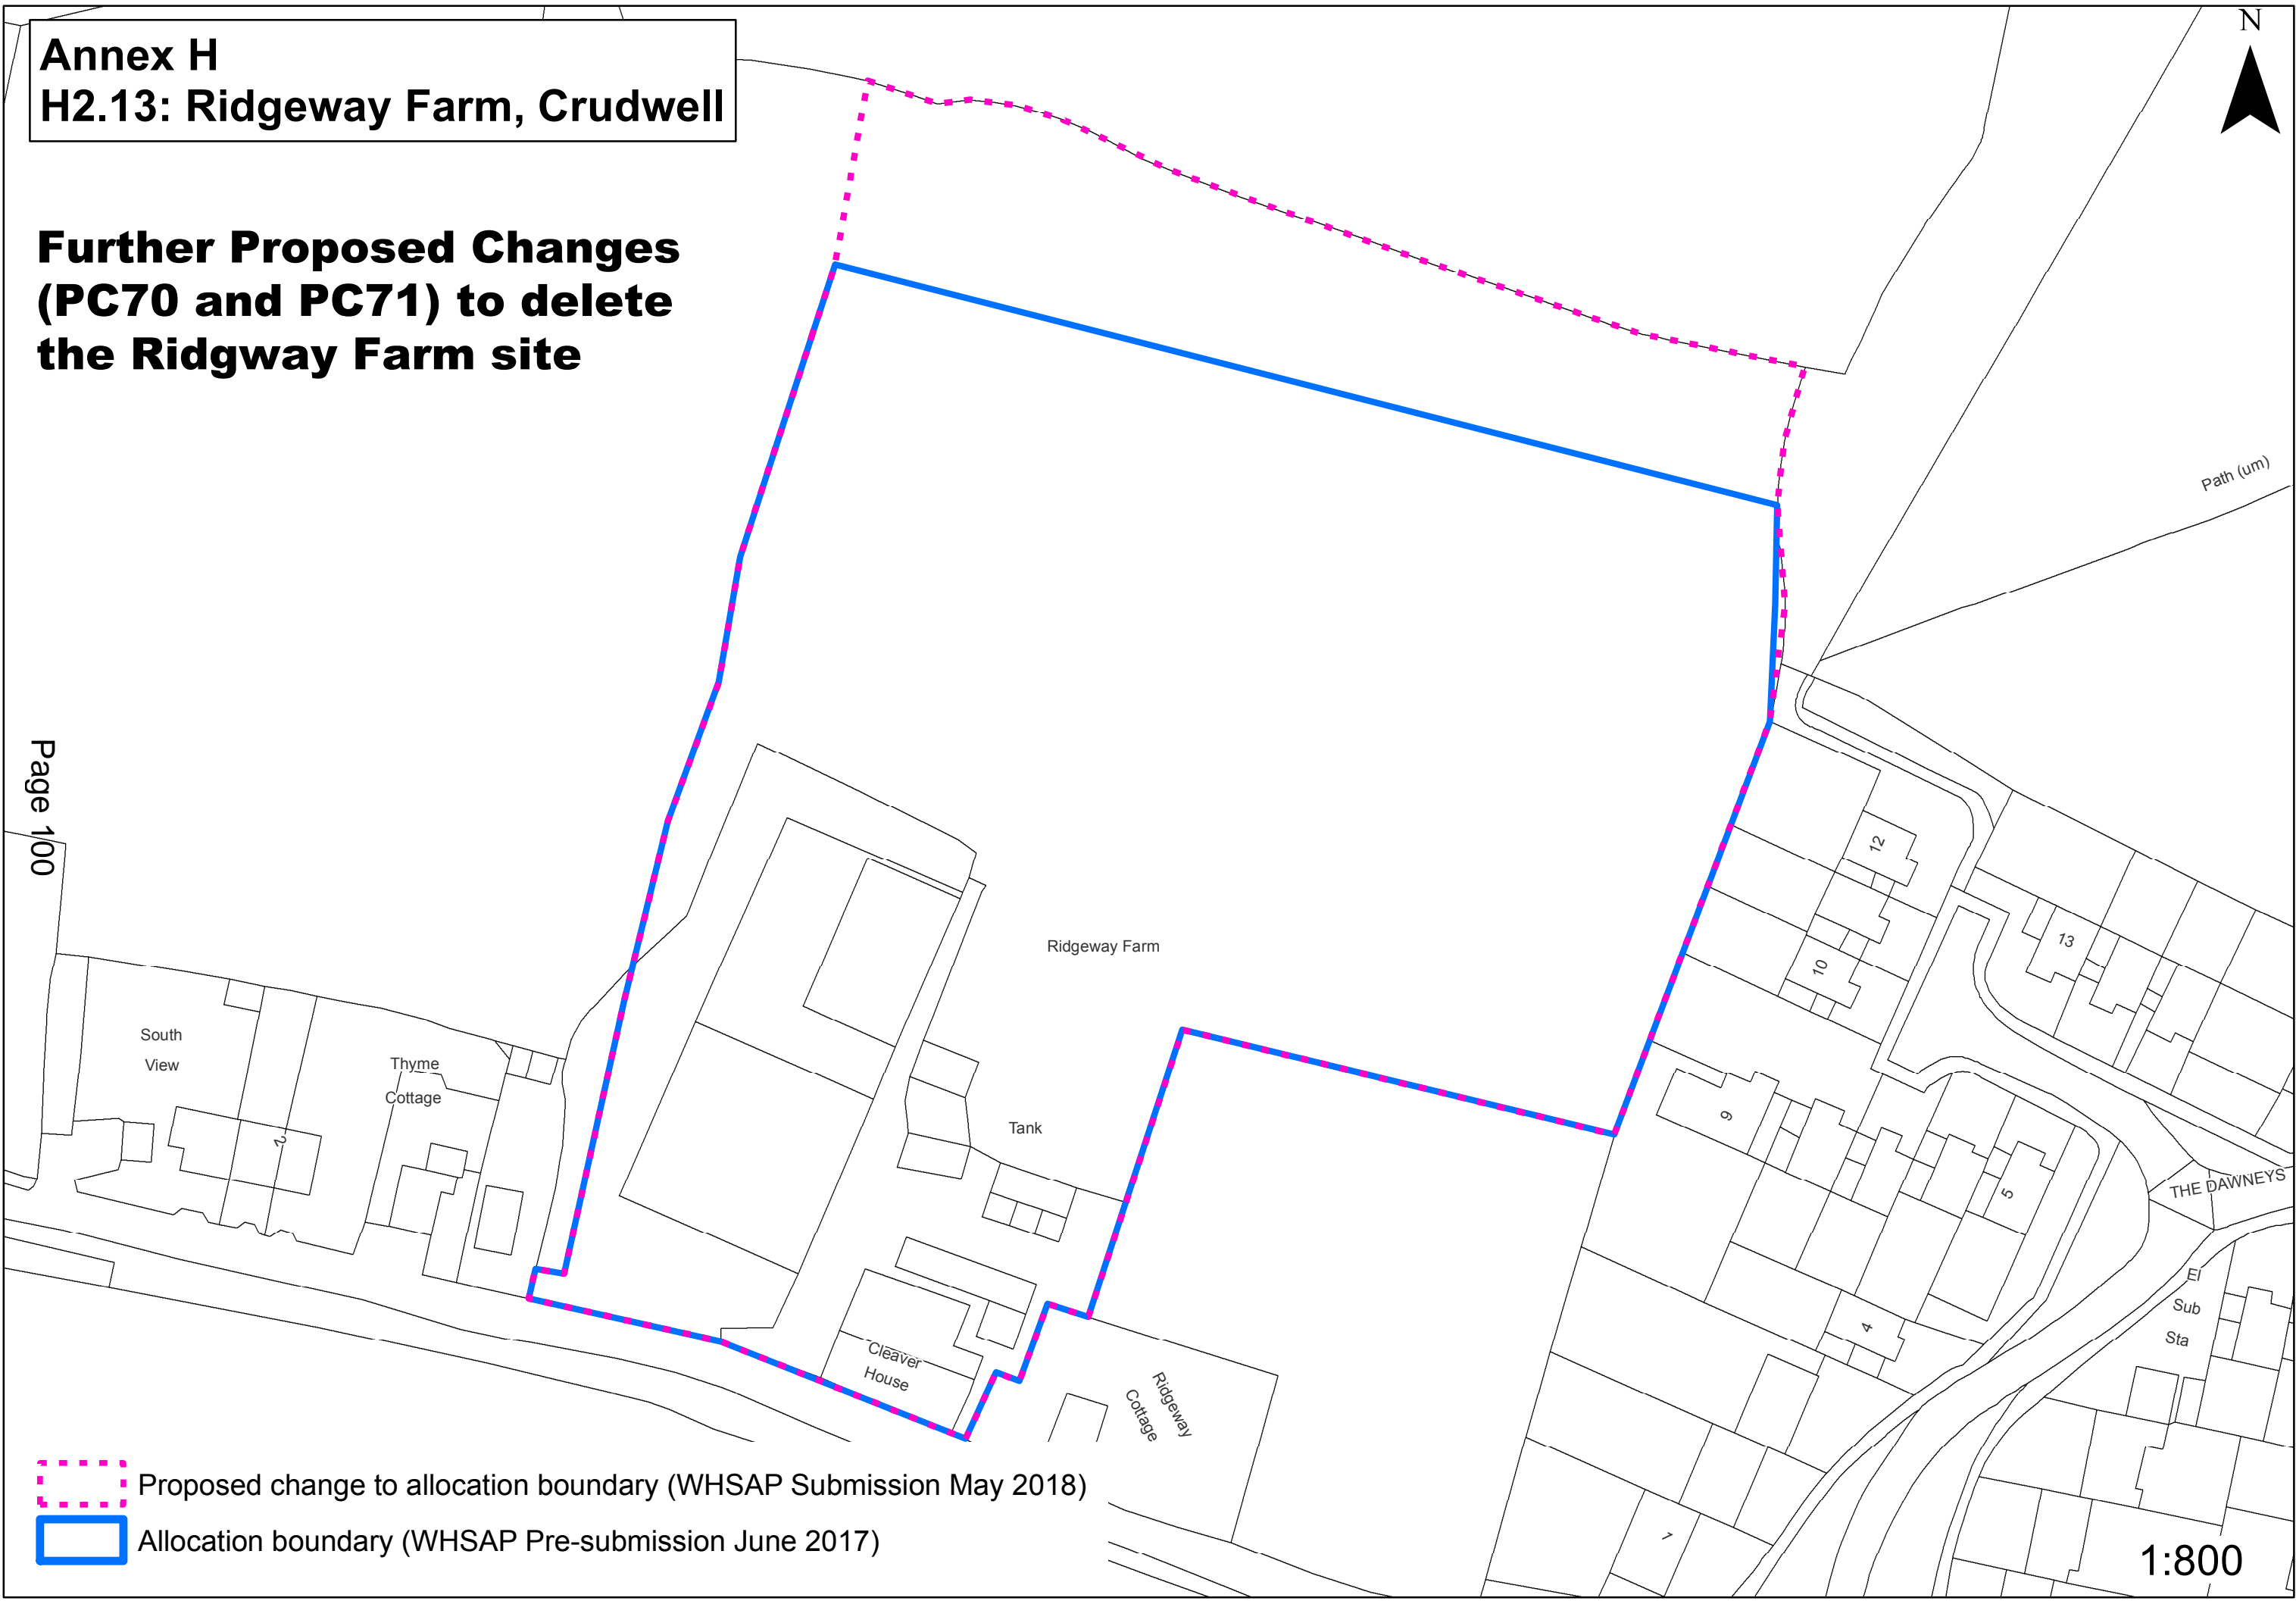 Annex H
H2.13: Ridgeway Farm, Crudwell
N
Further Proposed Changes
(PC70 and PC71) to delete
the Ridgway Farm site
Path (um)
Page 100
12
13
10
Ridgeway Farm
South
View
Thyme
Cottage
2
Tank
9
5
THE DAWNEYS
El
Sub
Sta
4
Cleaver
House
Ridgeway
Cottage
1
Proposed change to allocation boundary (WHSAP Submission May 2018)
Allocation boundary (WHSAP Pre-submission June 2017)
1:800